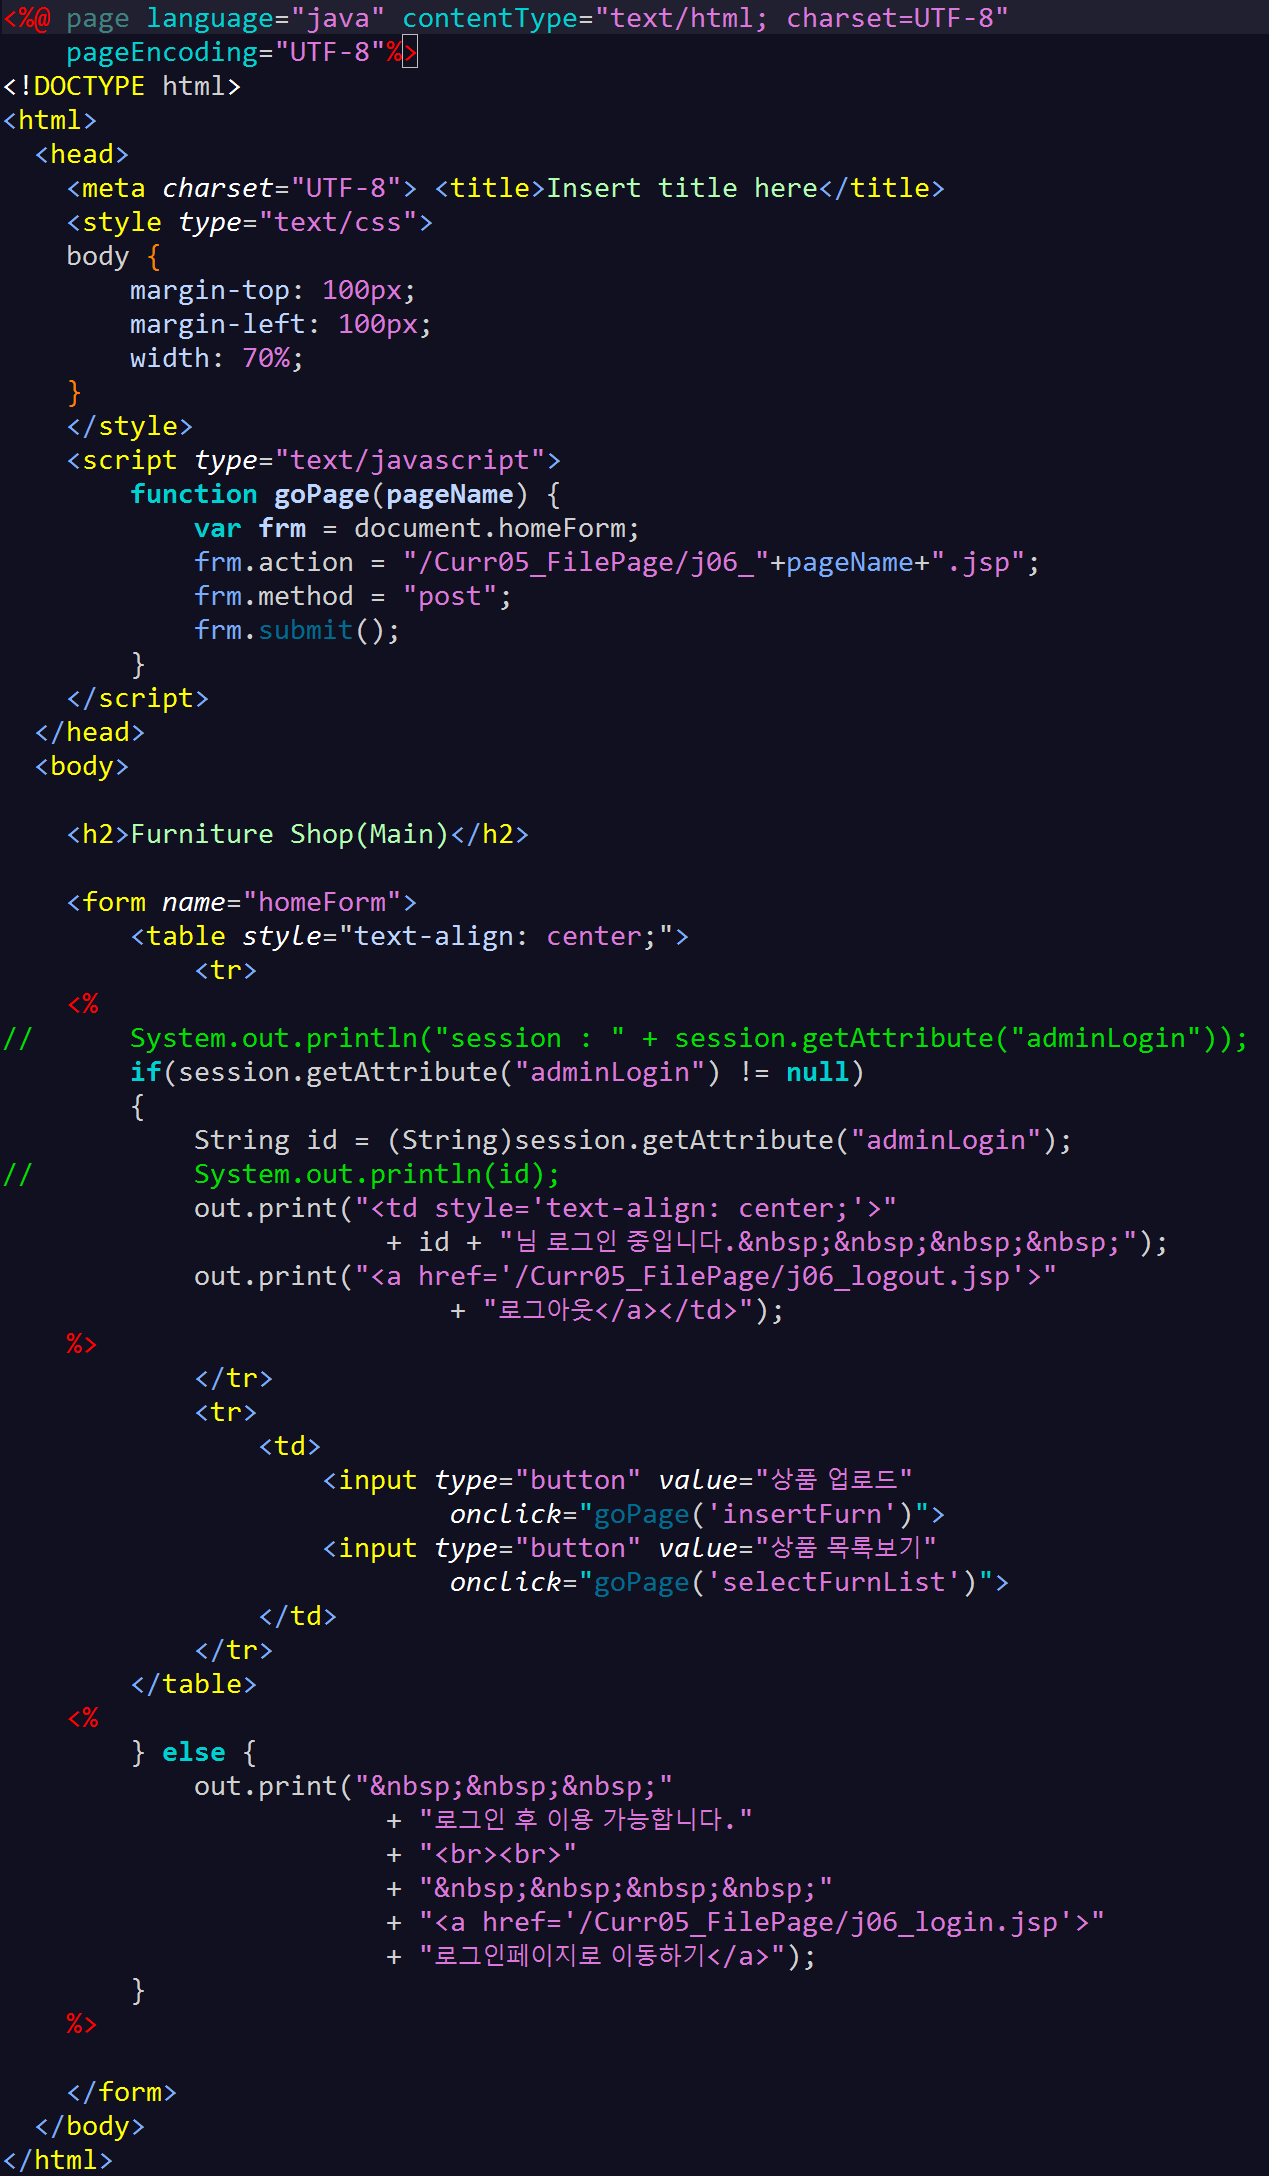 <%@ page language="java" contentType="text/html; charset=UTF-8"
    pageEncoding="UTF-8"%>
<!DOCTYPE html>
<html>
  <head>
    <meta charset="UTF-8"> <title>Insert title here</title>
    <style type="text/css">
    body {
        margin-top: 100px;
        margin-left: 100px;
        width: 70%;
    }
    </style>
    <script type="text/javascript">
        function goPage(pageName) {
            var frm = document.homeForm;
            frm.action = "/Curr05_FilePage/j06_"+pageName+".jsp";
            frm.method = "post";
            frm.submit();
        }
    </script>
  </head>
  <body>

    <h2>Furniture Shop(Main)</h2>

    <form name="homeForm">
        <table style="text-align: center;">
            <tr>
    <%
//      System.out.println("session : " + session.getAttribute("adminLogin"));
        if(session.getAttribute("adminLogin") != null)
        {
            String id = (String)session.getAttribute("adminLogin");
//          System.out.println(id);
            out.print("<td style='text-align: center;'>"
                        + id + "님 로그인 중입니다.&nbsp;&nbsp;&nbsp;&nbsp;");
            out.print("<a href='/Curr05_FilePage/j06_logout.jsp'>"
                            + "로그아웃</a></td>");
    %>
            </tr>
            <tr>
                <td>
                    <input type="button" value="상품 업로드"
                            onclick="goPage('insertFurn')">
                    <input type="button" value="상품 목록보기"
                            onclick="goPage('selectFurnList')">
                </td>
            </tr>
        </table>
    <%
        } else {
            out.print("&nbsp;&nbsp;&nbsp;"
                        + "로그인 후 이용 가능합니다."
                        + "<br><br>"
                        + "&nbsp;&nbsp;&nbsp;&nbsp;"
                        + "<a href='/Curr05_FilePage/j06_login.jsp'>"
                        + "로그인페이지로 이동하기</a>");
        }
    %>

    </form>
  </body>
</html>